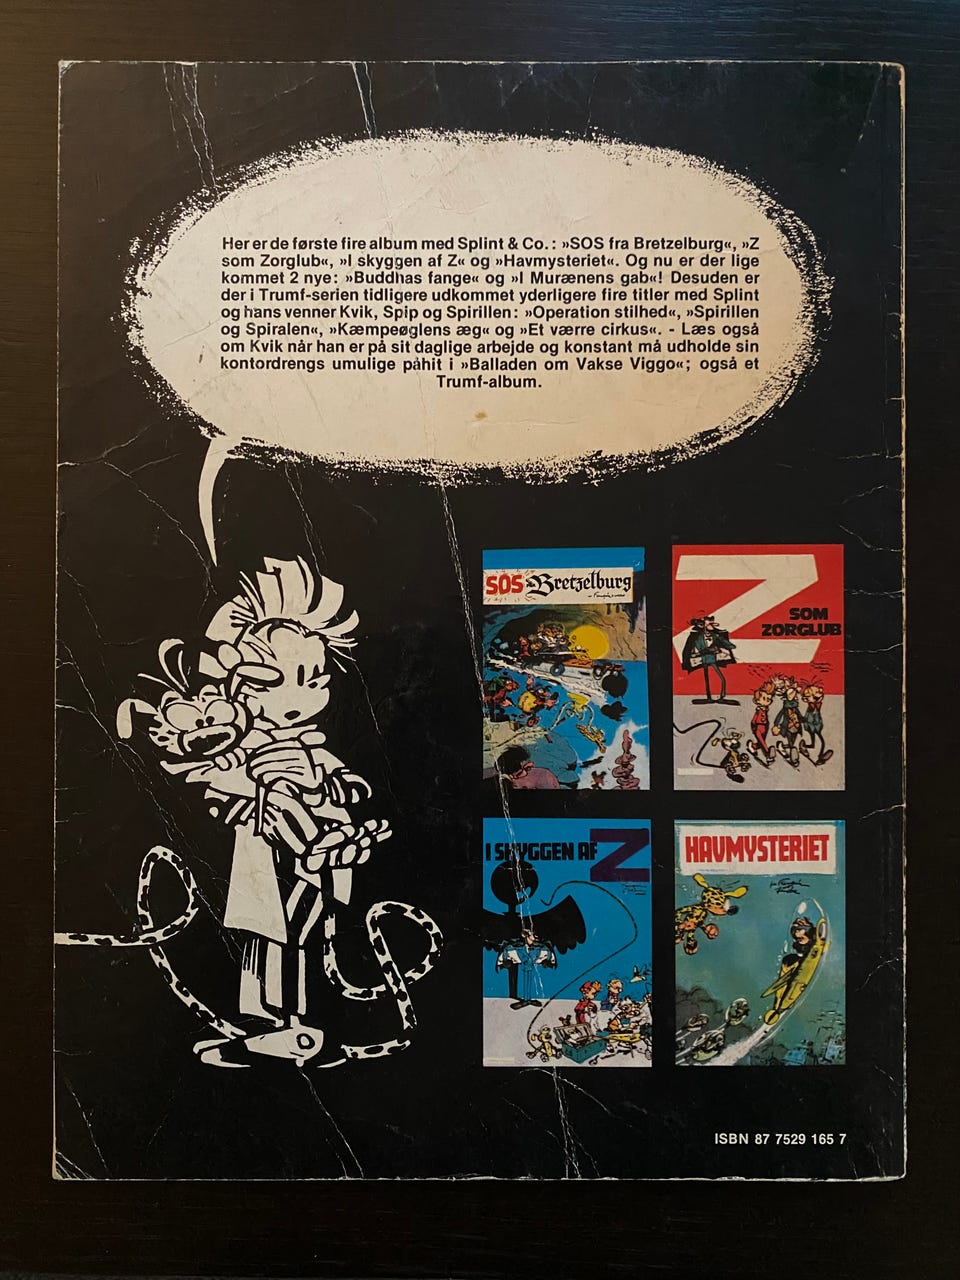 Her er de første fire album med Splint & Co.: »SOS fra Bretzelburg«, »Z
som Zorglub«, »I skyggen af Z« og »Havmysteriet«. Og nu er der lige
kommet 2 nye: »Buddhas fange« og »I Murænens gab«! Desuden er
der i Trumf-serien tidligere udkommet yderligere fire titler med Splint
og hans venner Kvik, Spip og Spirillen: »Operation stilhed«, »Spirillen
og Spiralen«, »Kæmpeøglens æg« og »Et værre cirkus«. - Læs også
om Kvik når han er på sit daglige arbejde og konstant må udholde sin
kontordrengs umulige påhit i »Balladen om Vakse Viggo«; også et
Trumf-album.
SOS Bretzelburg
Z
SOM
ZORGLUB
I SKYGGEN AF Z
HAVMYSTERIET
ISBN 87 7529 165 7